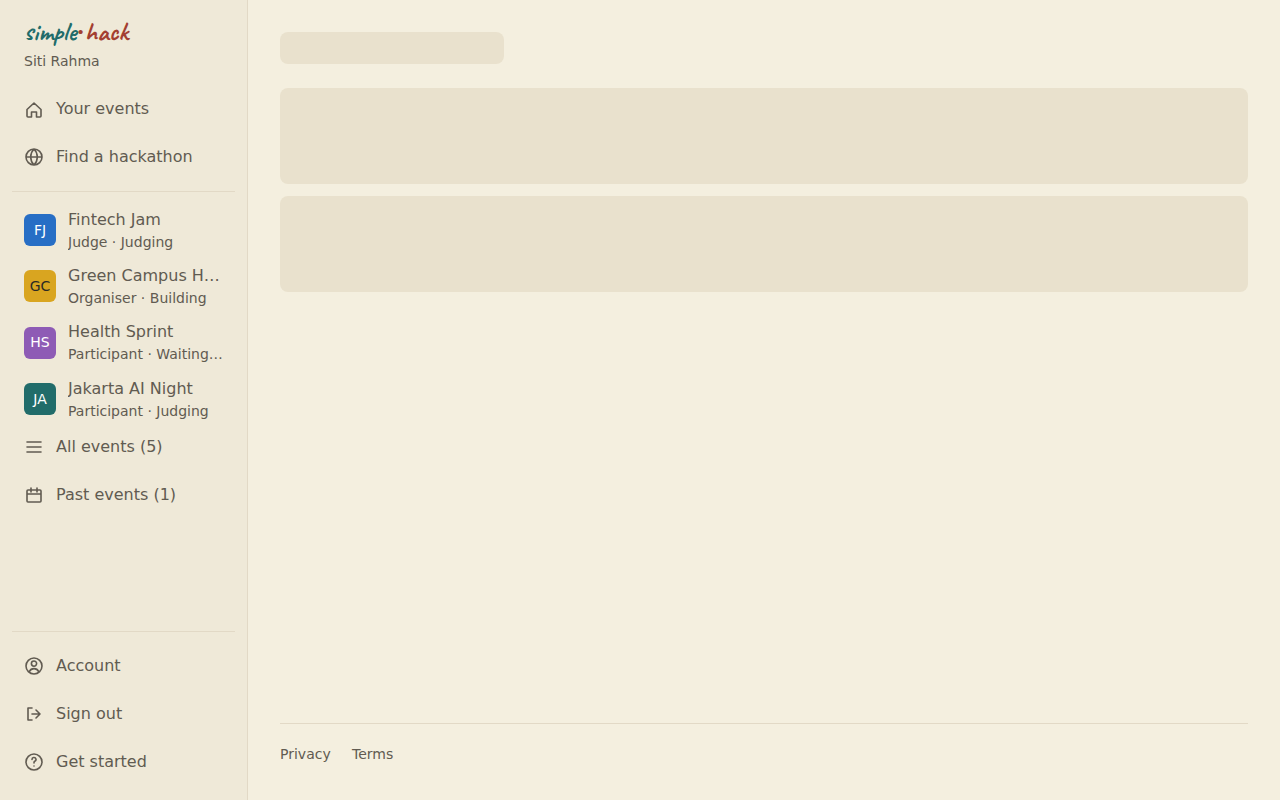 simple•hack
Siti Rahma
Your events
Find a hackathon
FJ
Fintech Jam
Judge · Judging
GC
Green Campus H...
Organiser · Building
HS
Health Sprint
Participant · Waiting...
JA
Jakarta AI Night
Participant · Judging
All events (5)
Past events (1)
Account
Sign out
Get started
Privacy Terms